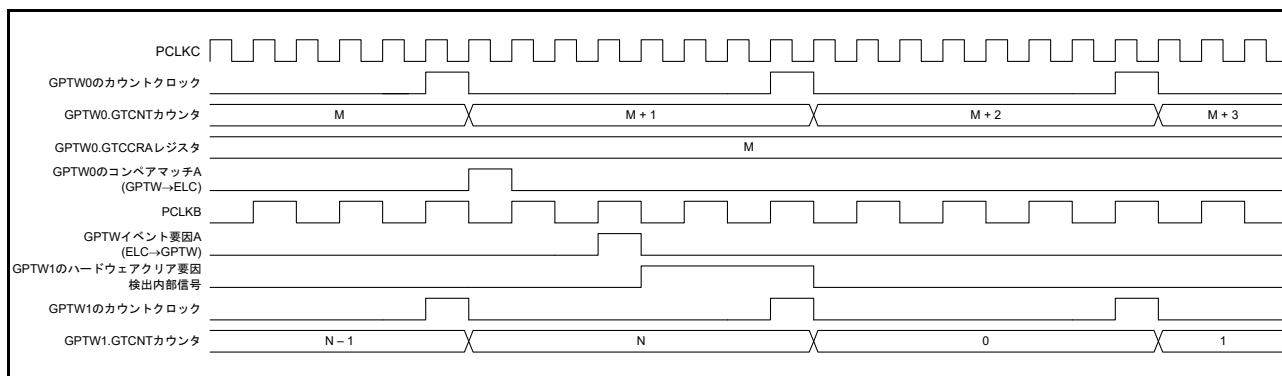 PCLKC
GPTW0のカウントクロック
GPTW0.GTCNTカウンタ M M + 1 M + 2 M + 3
GPTW0.GTCCRAレジスタ M
GPTW0のコンペアマッチA
(GPTW→ELC)
PCLKB
GPTWイベント要因A
(ELC→GPTW)
GPTW1のハードウェアクリア要因
検出内部信号
GPTW1のカウントクロック
GPTW1.GTCNTカウンタ N – 1 N 0 1